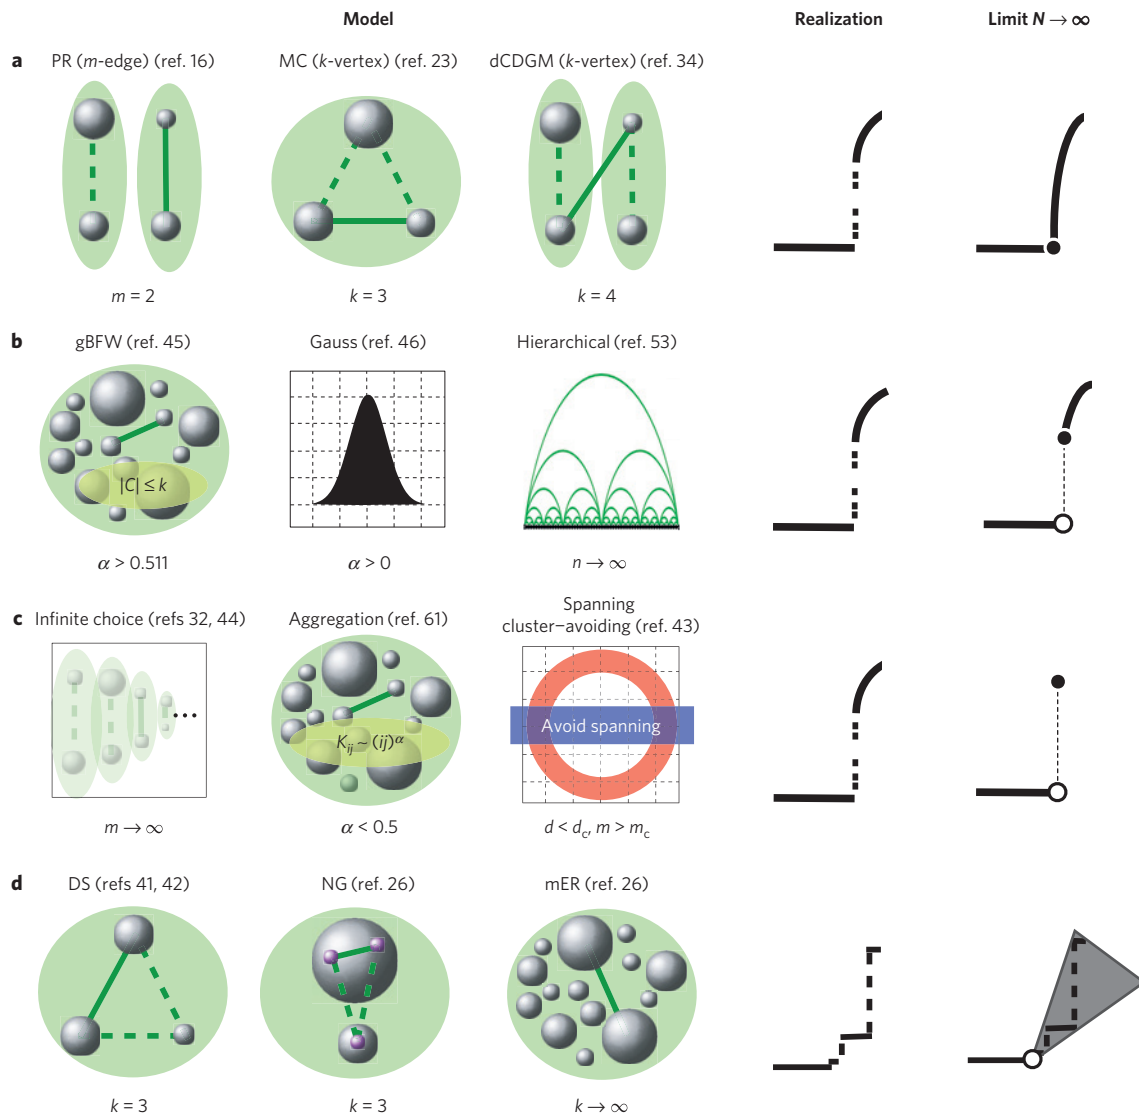 Model Realization Limit N → ∞
a PR (m-edge) (ref. 16) MC (k-vertex) (ref. 23) dCDGM (k-vertex) (ref. 34)
m = 2 k = 3 k = 4
b gBFW (ref. 45) Gauss (ref. 46) Hierarchical (ref. 53)
|C| ≤ k
α > 0.511 α > 0 n → ∞
c Infinite choice (refs 32, 44) Aggregation (ref. 61) Spanning
cluster–avoiding (ref. 43)
K_ij ~ (ij)^α Avoid spanning
m → ∞ α < 0.5 d < d_c, m > m_c
d DS (refs 41, 42) NG (ref. 26) mER (ref. 26)
k = 3 k = 3 k → ∞